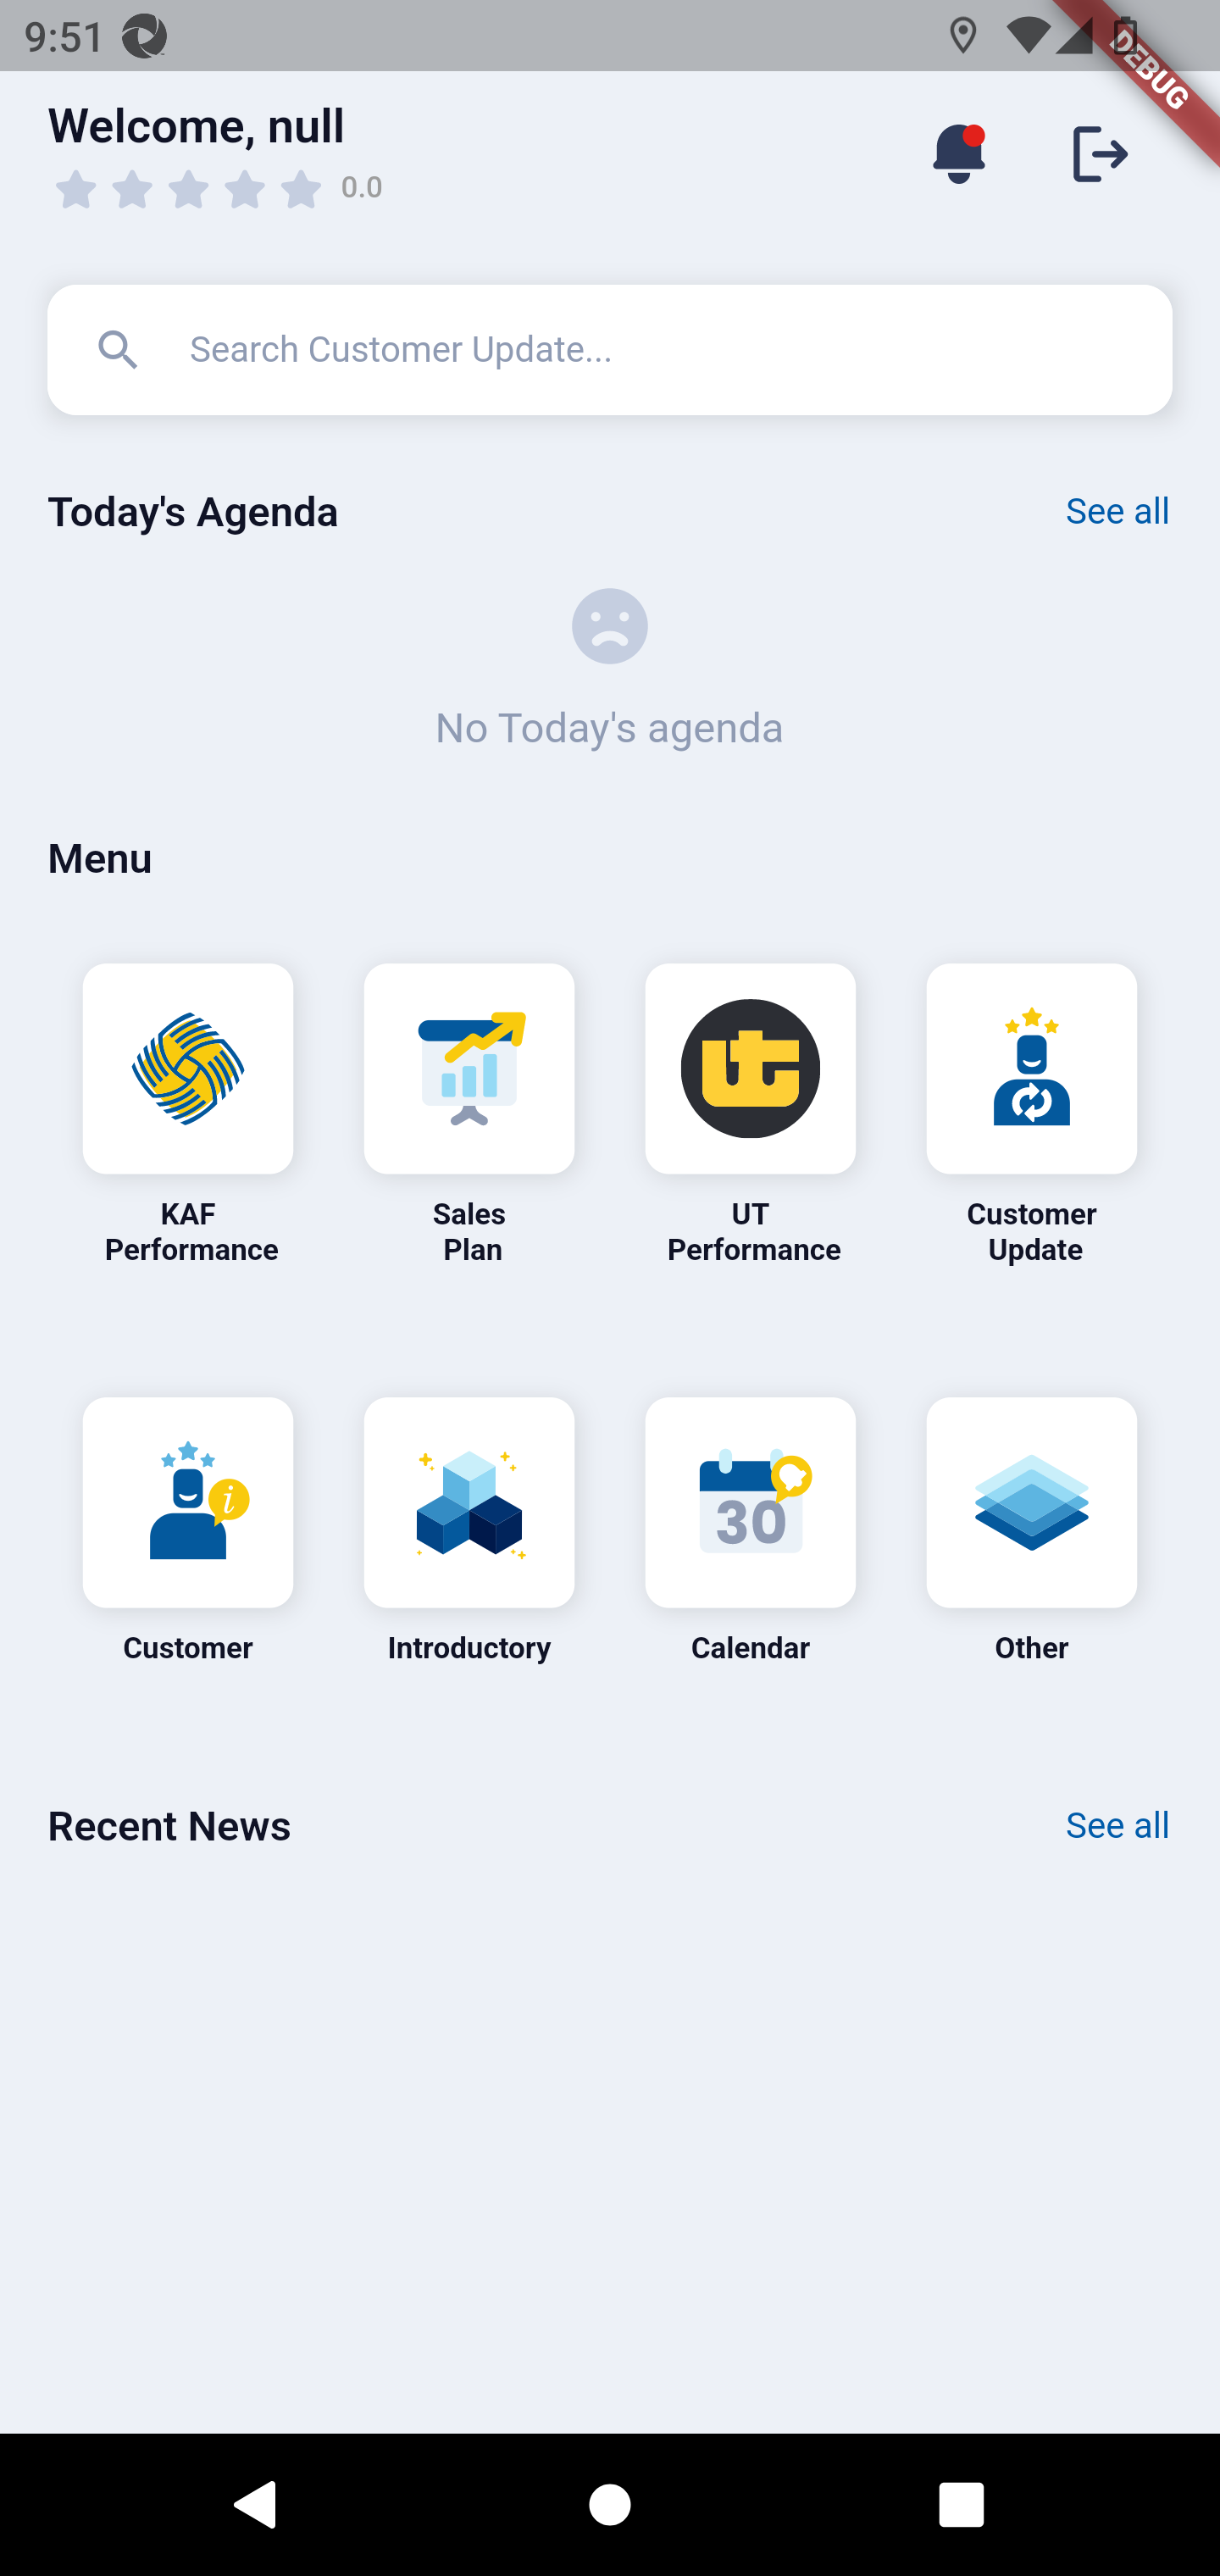 9:51
DEBUG
Welcome, null
0.0
Search Customer Update...
Today's Agenda
See all
No Today's agenda
Menu
ut
KAF
Performance
Sales
Plan
UT
Performance
Customer
Update
i
30
Customer
Introductory
Calendar
Other
Recent News
See all